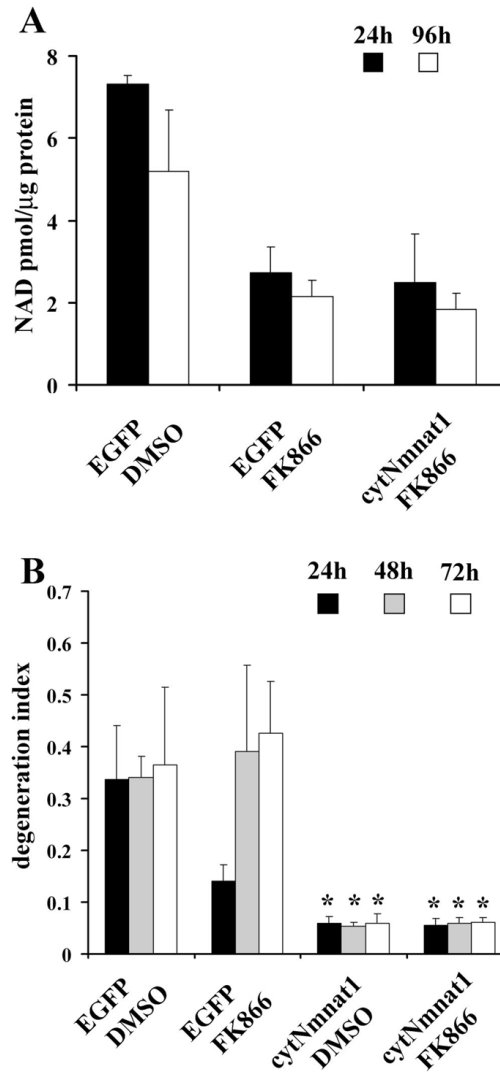 A
24h 96h
8
6
4
2
0
NAD pmol/μg protein
EGFP
DMSO
EGFP
FK866
cytNmnat1
FK866
B
24h 48h 72h
0.7
0.6
0.5
0.4
0.3
0.2
0.1
0
degeneration index
* * * * * *
EGFP
DMSO
EGFP
FK866
cytNmnat1
DMSO
cytNmnat1
FK866